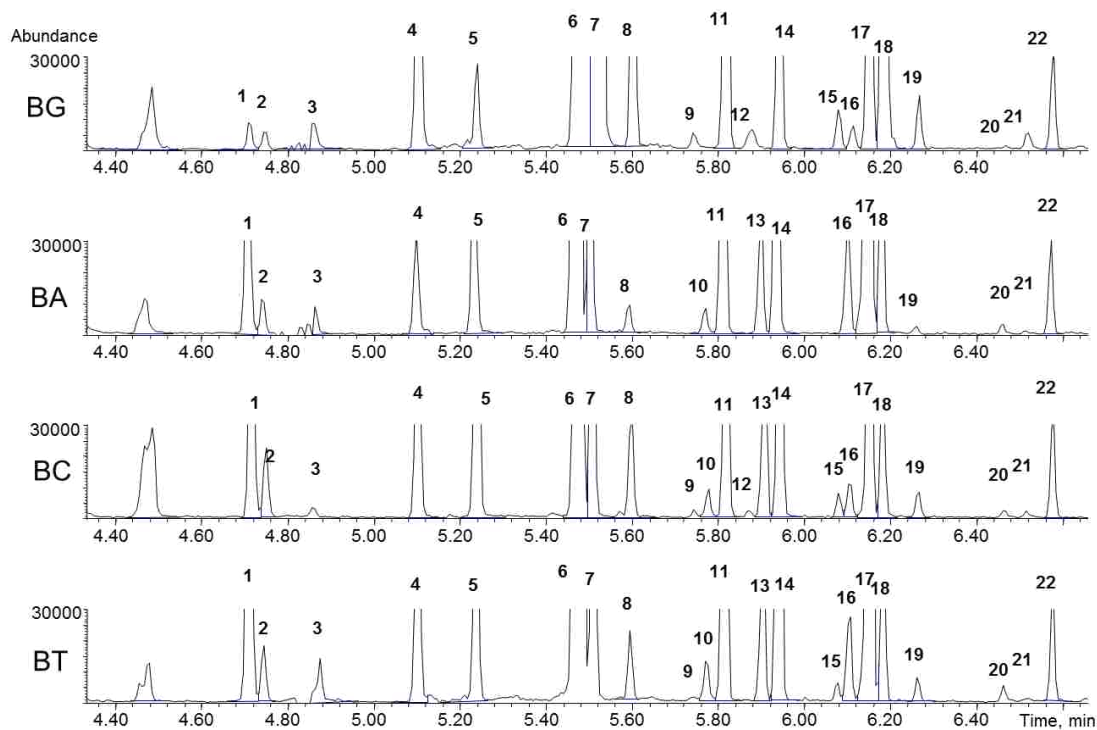 Abundance
30000
BG
1 2 3 4 5 6 7 8 9 11 12 14 15 16 17 18 19 20 21 22
4.40 4.60 4.80 5.00 5.20 5.40 5.60 5.80 6.00 6.20 6.40
30000
BA
1 2 3 4 5 6 7 8 10 11 13 14 16 17 18 19 20 21 22
4.40 4.60 4.80 5.00 5.20 5.40 5.60 5.80 6.00 6.20 6.40
30000
BC
1 2 3 4 5 6 7 8 9 10 11 12 13 14 15 16 17 18 19 20 21 22
4.40 4.60 4.80 5.00 5.20 5.40 5.60 5.80 6.00 6.20 6.40
30000
BT
1 2 3 4 5 6 7 8 9 10 11 13 14 15 16 17 18 19 20 21 22
4.40 4.60 4.80 5.00 5.20 5.40 5.60 5.80 6.00 6.20 6.40 Time, min